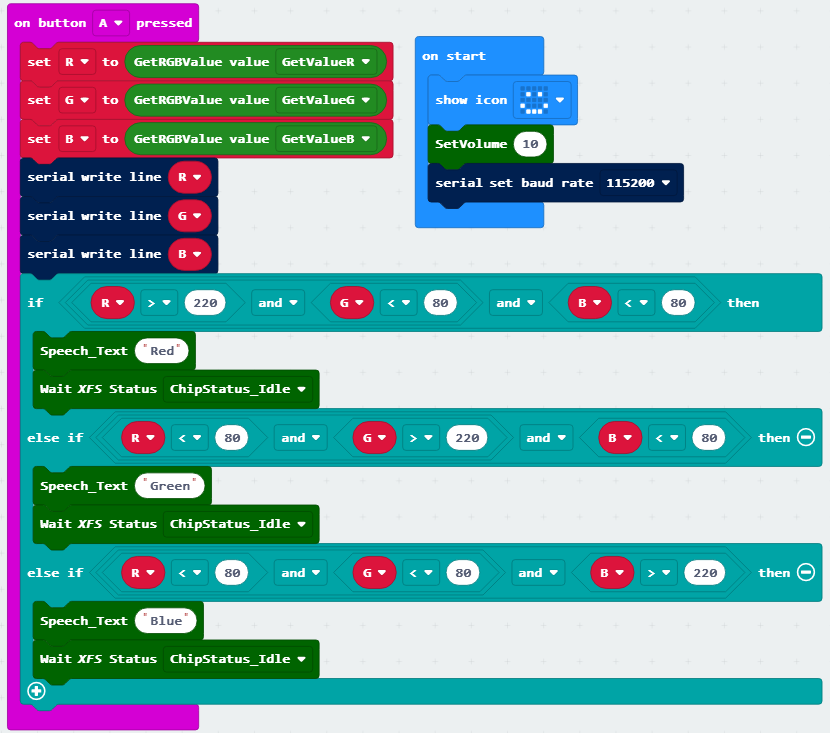 on button A pressed
set R to GetRGBValue value GetValueR
set G to GetRGBValue value GetValueG
set B to GetRGBValue value GetValueB
serial write line R
serial write line G
serial write line B
if R > 220 and G < 80 and B < 80 then
Speech_Text "Red"
Wait XFS Status ChipStatus_Idle
else if R < 80 and G > 220 and B < 80 then
Speech_Text "Green"
Wait XFS Status ChipStatus_Idle
else if R < 80 and G < 80 and B > 220 then
Speech_Text "Blue"
Wait XFS Status ChipStatus_Idle
on start
show icon
SetVolume 10
serial set baud rate 115200